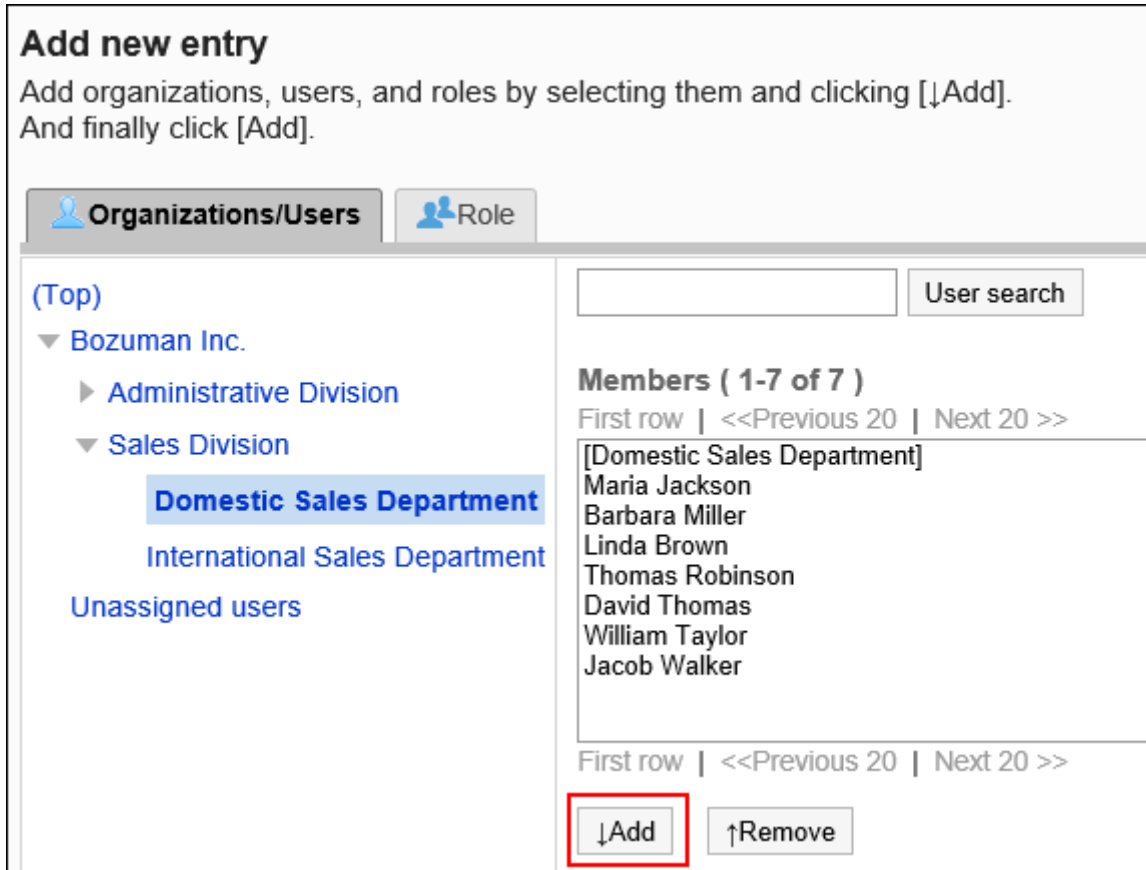 Add new entry
Add organizations, users, and roles by selecting them and clicking [↓Add].
And finally click [Add].
Organizations/Users
Role
(Top)
Bozuman Inc.
Administrative Division
Sales Division
Domestic Sales Department
International Sales Department
Unassigned users
User search
Members ( 1-7 of 7 )
First row | <<Previous 20 | Next 20 >>
[Domestic Sales Department]
Maria Jackson
Barbara Miller
Linda Brown
Thomas Robinson
David Thomas
William Taylor
Jacob Walker
First row | <<Previous 20 | Next 20 >>
↓Add
↑Remove